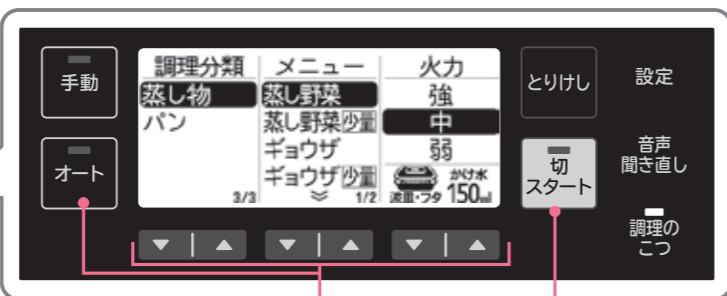 手動
オート
調理分類
蒸し物
パン
3/3
メニュー
蒸し野菜
蒸し野菜少量
ギョウザ
ギョウザ少量
1/2
火力
強
中
弱
かけ水
波皿・フタ 150ml
とりけし
切
スタート
設定
音声
聞き直し
調理の
こつ